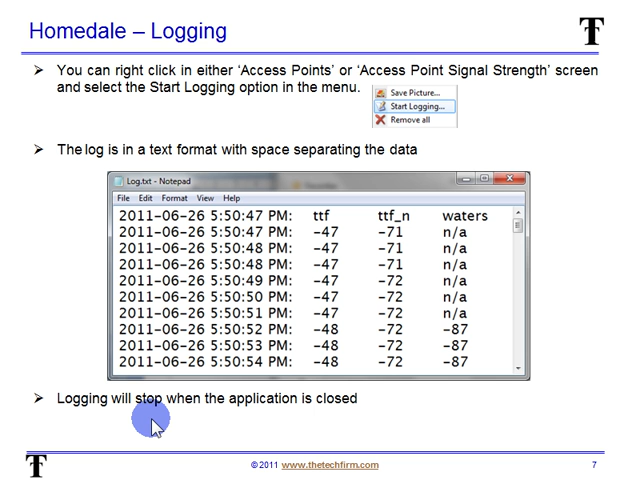 Homedale – Logging
TT
➢ You can right click in either ‘Access Points’ or ‘Access Point Signal Strength’ screen
and select the Start Logging option in the menu.
Save Picture...
Start Logging...
Remove all
➢ The log is in a text format with space separating the data
Log.txt - Notepad
File Edit Format View Help
2011-06-26 5:50:47 PM: ttf ttf_n waters
2011-06-26 5:50:47 PM: -47 -71 n/a
2011-06-26 5:50:48 PM: -47 -71 n/a
2011-06-26 5:50:48 PM: -47 -71 n/a
2011-06-26 5:50:49 PM: -47 -72 n/a
2011-06-26 5:50:50 PM: -47 -72 n/a
2011-06-26 5:50:51 PM: -47 -72 n/a
2011-06-26 5:50:52 PM: -48 -72 -87
2011-06-26 5:50:53 PM: -48 -72 -87
2011-06-26 5:50:54 PM: -48 -72 -87
➢ Logging will stop when the application is closed
TT
© 2011 www.thetechfirm.com
7